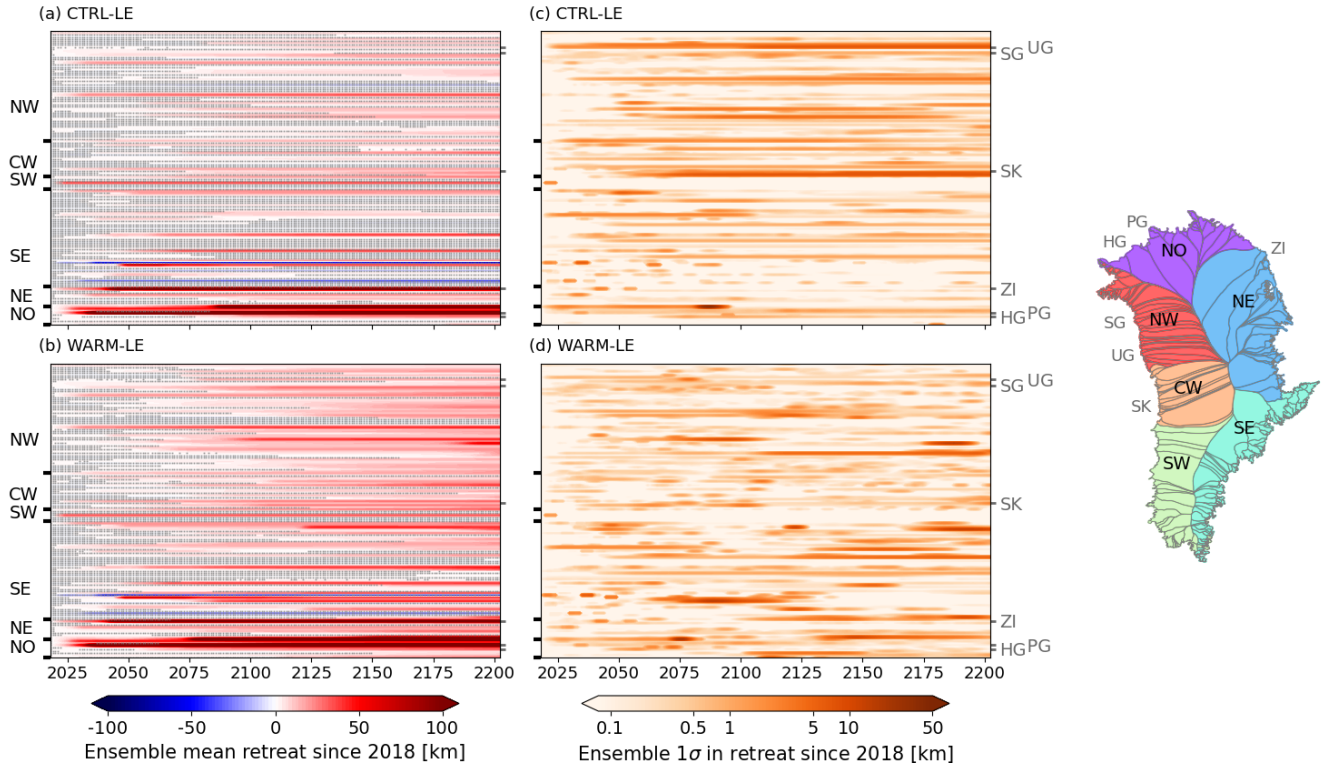 (a) CTRL-LE
(c) CTRL-LE
NW
CW
SW
SE
NE
NO
SG UG
SK
ZI
HG PG
(b) WARM-LE
(d) WARM-LE
NW
CW
SW
SE
NE
NO
SG UG
SK
ZI
HG PG
2025 2050 2075 2100 2125 2150 2175 2200
2025 2050 2075 2100 2125 2150 2175 2200
-100 -50 0 50 100
Ensemble mean retreat since 2018 [km]
0.1 0.5 1 5 10 50
Ensemble 1σ in retreat since 2018 [km]
PG
HG
NO
ZI
NE
SG
NW
UG
CW
SK
SE
SW